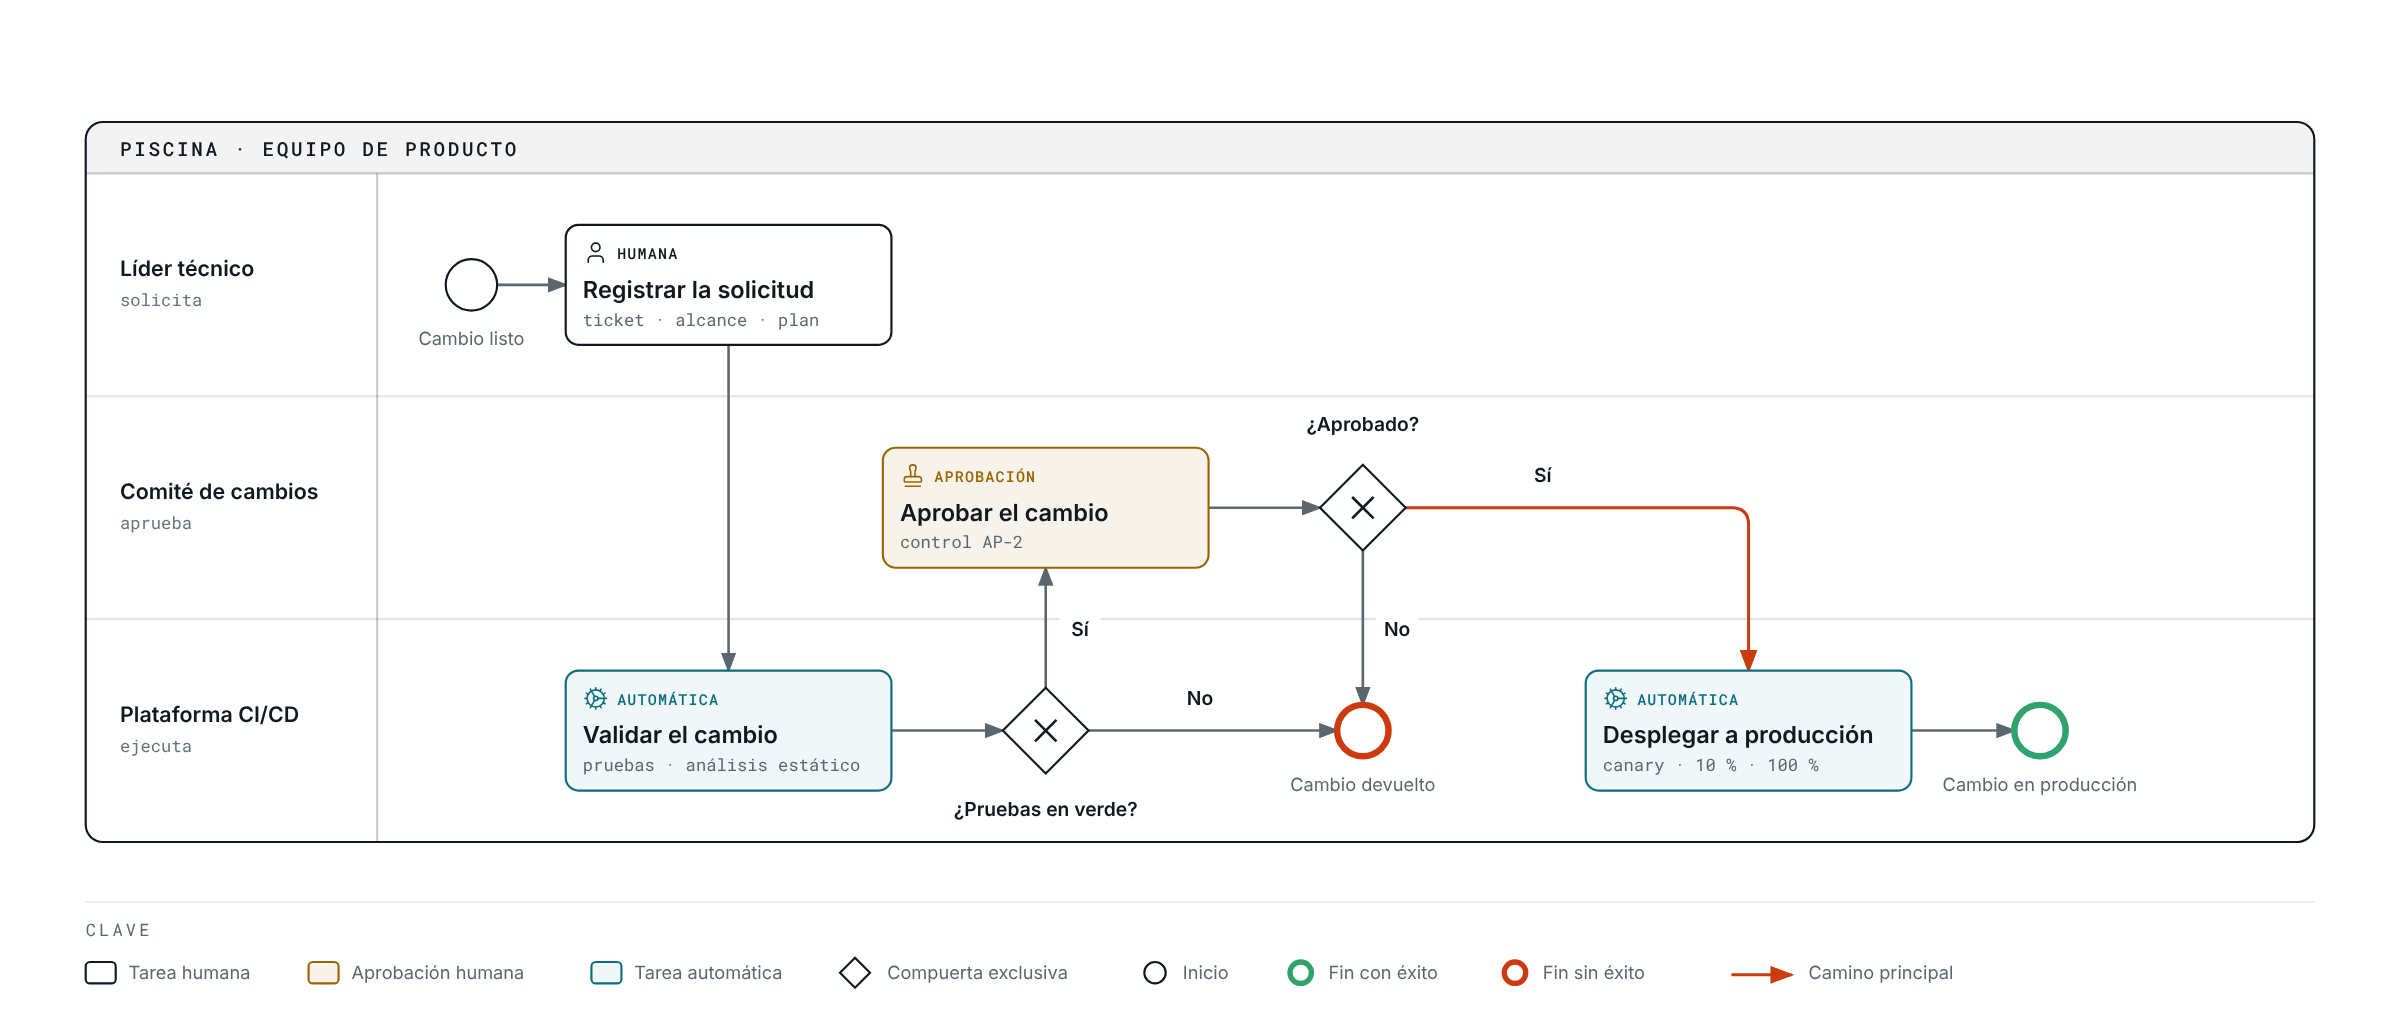 PISCINA · EQUIPO DE PRODUCTO
Líder técnico
solicita
Cambio listo
HUMANA
Registrar la solicitud
ticket · alcance · plan
Comité de cambios
aprueba
APROBACIÓN
Aprobar el cambio
control AP-2
¿Aprobado?
Sí
Sí
No
Plataforma CI/CD
ejecuta
AUTOMÁTICA
Validar el cambio
pruebas · análisis estático
¿Pruebas en verde?
No
Cambio devuelto
AUTOMÁTICA
Desplegar a producción
canary · 10 % · 100 %
Cambio en producción
CLAVE
Tarea humana
Aprobación humana
Tarea automática
Compuerta exclusiva
Inicio
Fin con éxito
Fin sin éxito
Camino principal